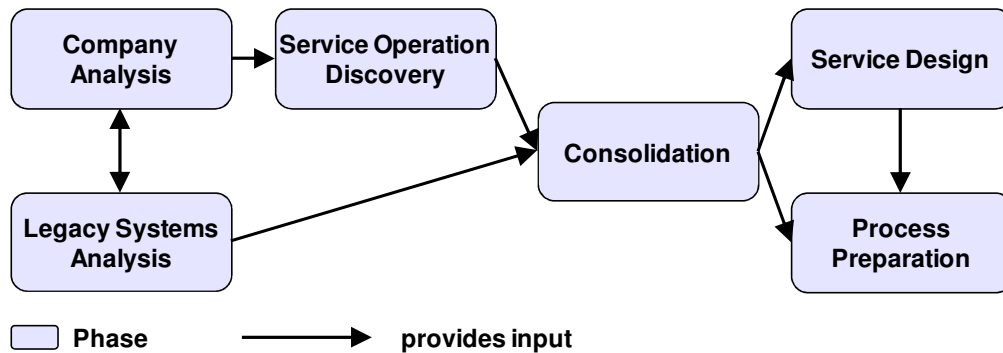 Company
Analysis
Service Operation
Discovery
Service Design
Consolidation
Legacy Systems
Analysis
Process
Preparation
Phase
provides input